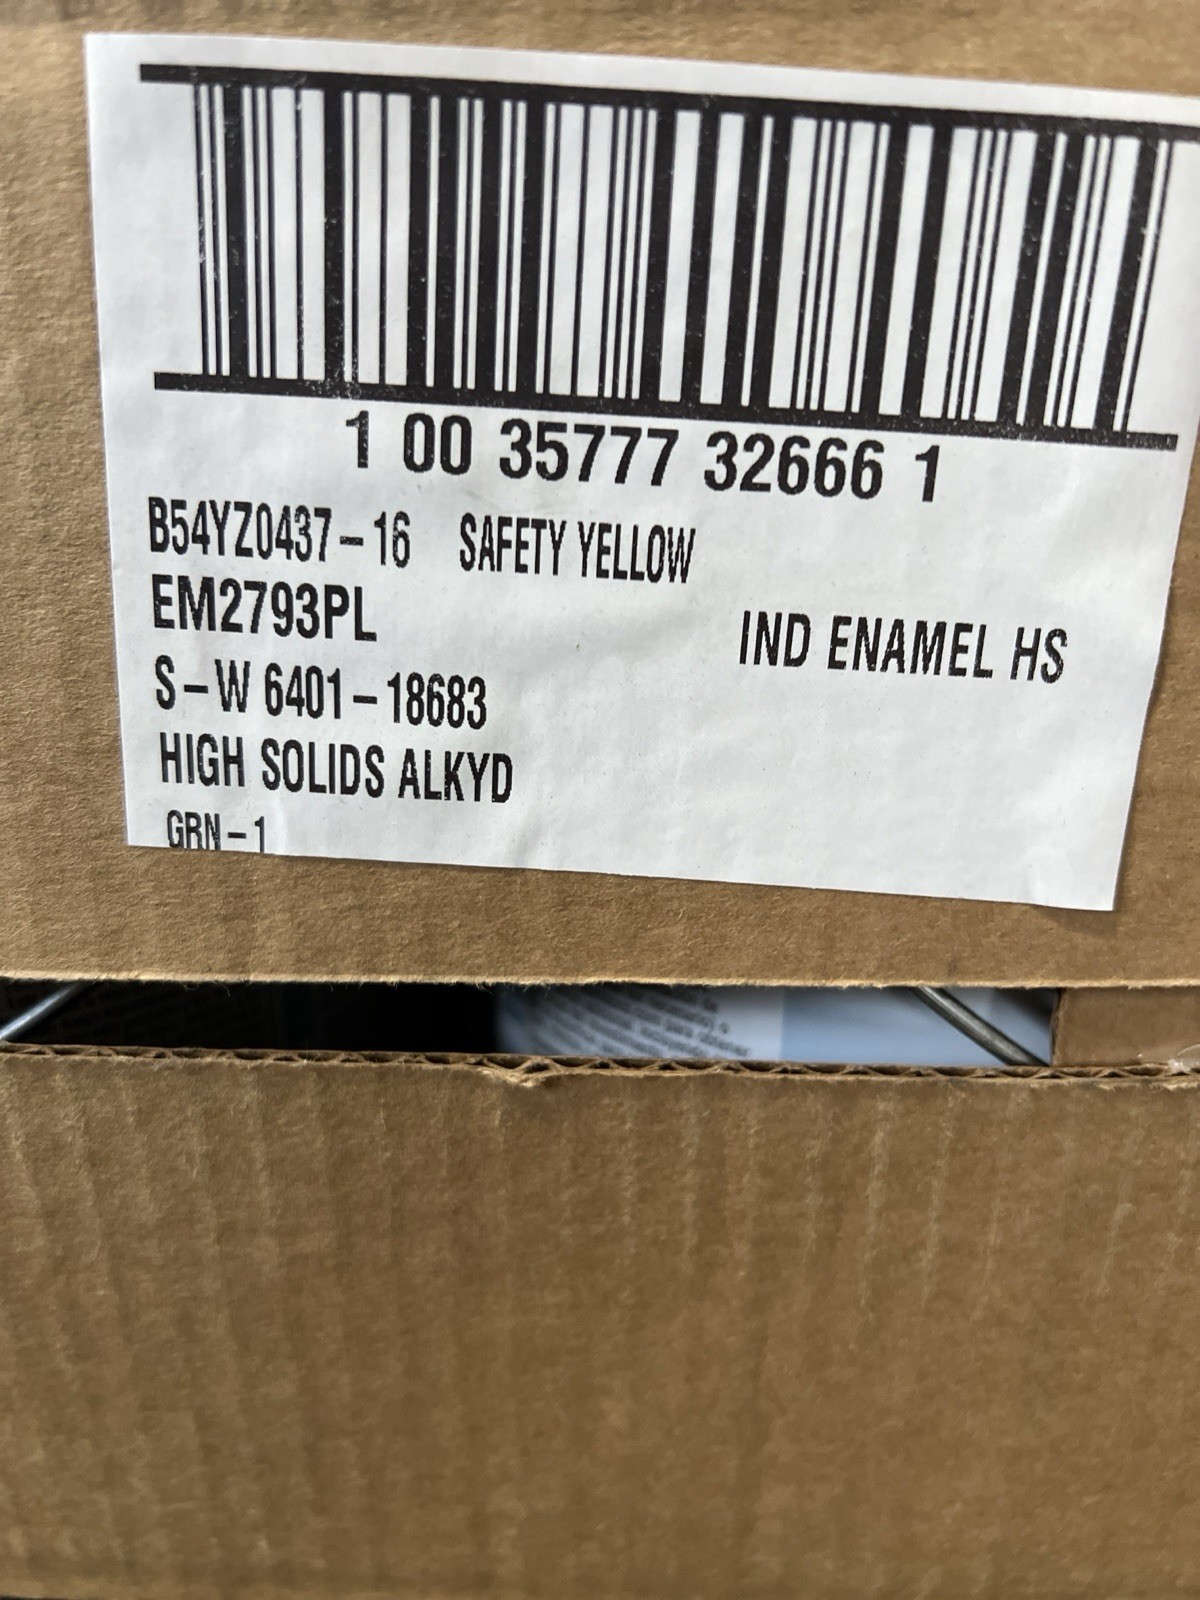 1 00 35777 32666 1
B54YZ0437-16 SAFETY YELLOW
EM2793PL
IND ENAMEL HS
S-W 6401-18683
HIGH SOLIDS ALKYD
GRN-1